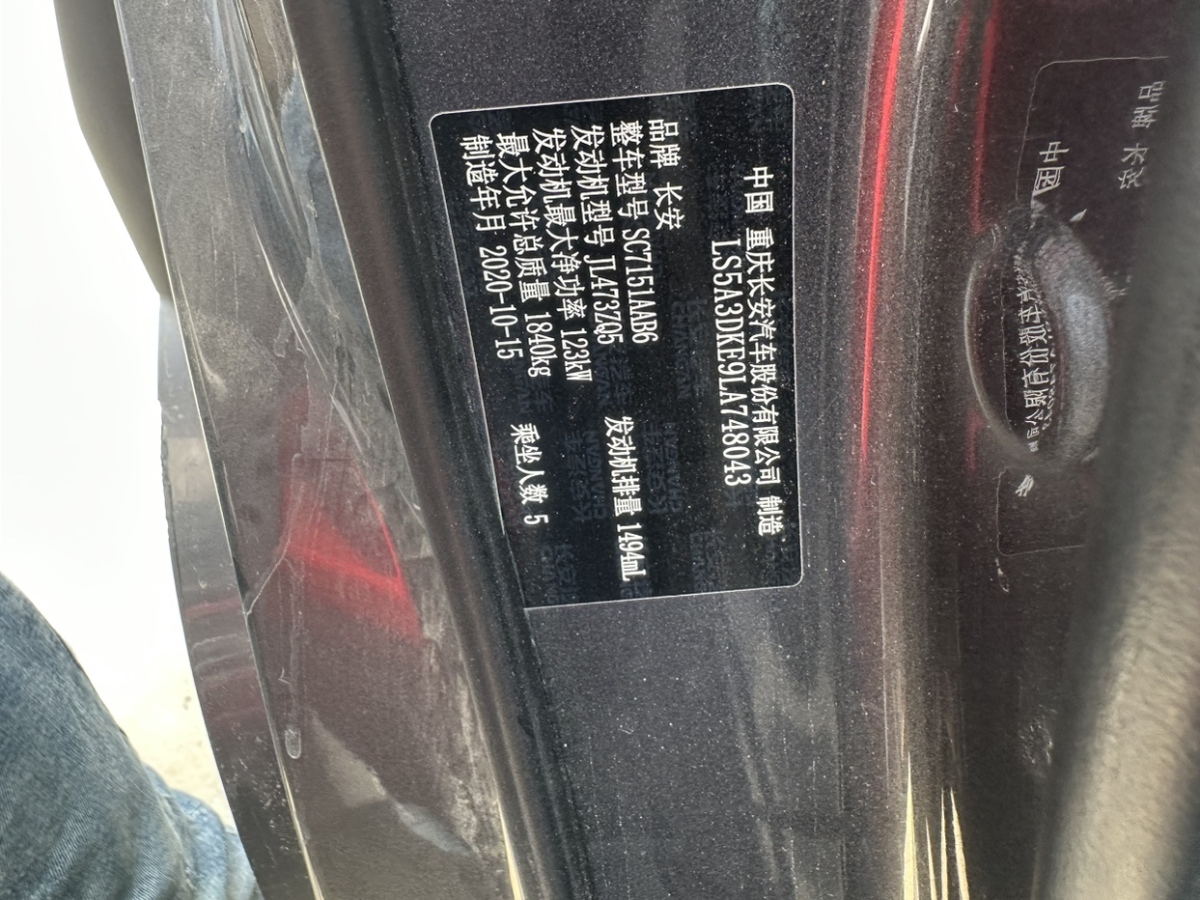 中国 重庆长安汽车股份有限公司 制造
LS5A3DKE9LA748043
品牌 长安
整车型号 SC7151AAB6
发动机型号 JL473ZQ5 发动机排量 1494mL
发动机最大净功率 123kW
最大允许总质量 1840kg 乘坐人数 5
制造年月 2020-10-15